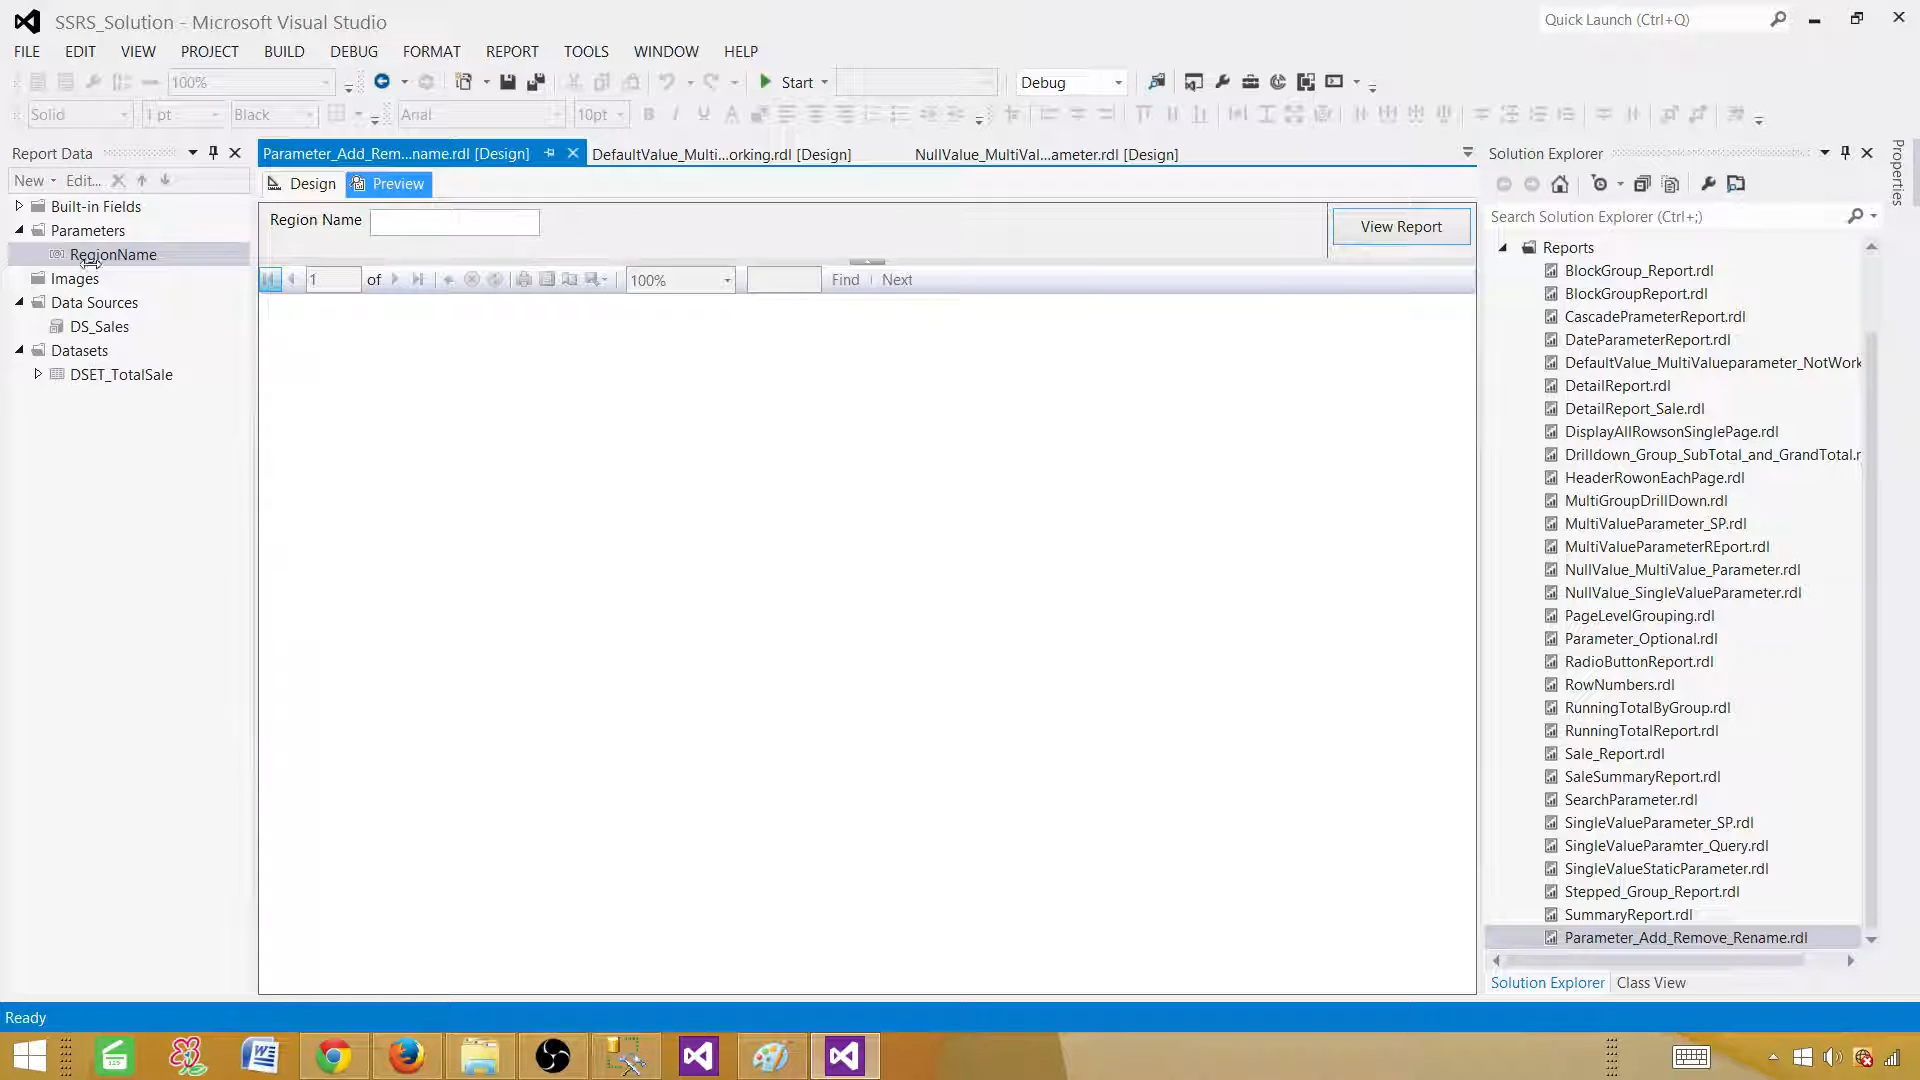 SSRS_Solution - Microsoft Visual Studio
Quick Launch (Ctrl+Q)
FILE EDIT VIEW PROJECT BUILD DEBUG FORMAT REPORT TOOLS WINDOW HELP
100% Start Debug
Solid 1 pt Black Arial 10pt
Report Data
Parameter_Add_Rem...name.rdl [Design] DefaultValue_Multi...orking.rdl [Design] NullValue_MultiVal...ameter.rdl [Design]
Solution Explorer
Properties
New Edit...
Design Preview
Built-in Fields
Parameters
RegionName
Images
Data Sources
DS_Sales
Datasets
DSET_TotalSale
Region Name
View Report
1 of 100% Find Next
Search Solution Explorer (Ctrl+;)
Reports
BlockGroup_Report.rdl
BlockGroupReport.rdl
CascadePrameterReport.rdl
DateParameterReport.rdl
DefaultValue_MultiValueparameter_NotWork
DetailReport.rdl
DetailReport_Sale.rdl
DisplayAllRowsonSinglePage.rdl
Drilldown_Group_SubTotal_and_GrandTotal.r
HeaderRowonEachPage.rdl
MultiGroupDrillDown.rdl
MultiValueParameter_SP.rdl
MultiValueParameterREport.rdl
NullValue_MultiValue_Parameter.rdl
NullValue_SingleValueParameter.rdl
PageLevelGrouping.rdl
Parameter_Optional.rdl
RadioButtonReport.rdl
RowNumbers.rdl
RunningTotalByGroup.rdl
RunningTotalReport.rdl
Sale_Report.rdl
SaleSummaryReport.rdl
SearchParameter.rdl
SingleValueParameter_SP.rdl
SingleValueParamter_Query.rdl
SingleValueStaticParameter.rdl
Stepped_Group_Report.rdl
SummaryReport.rdl
Parameter_Add_Remove_Rename.rdl
Solution Explorer Class View
Ready